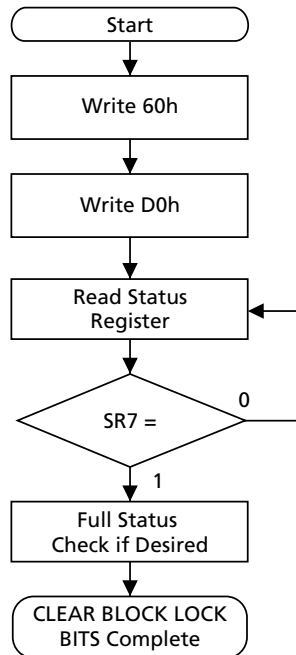 Start
Write 60h
Write D0h
Read Status
Register
SR7 =
0
1
Full Status
Check if Desired
CLEAR BLOCK LOCK
BITS Complete